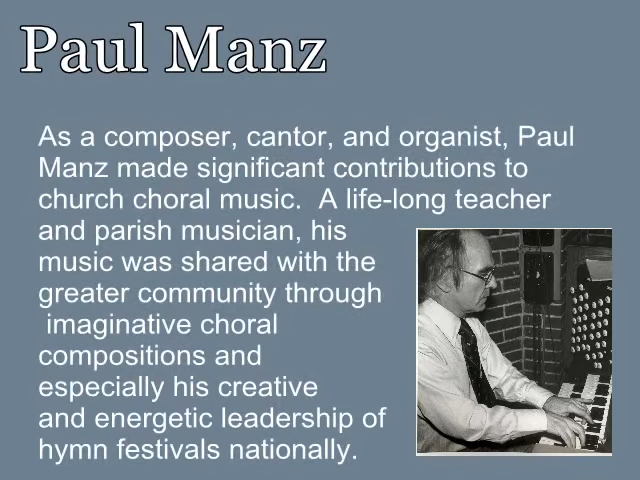 Paul Manz
As a composer, cantor, and organist, Paul
Manz made significant contributions to
church choral music.  A life-long teacher
and parish musician, his
music was shared with the
greater community through
imaginative choral
compositions and
especially his creative
and energetic leadership of
hymn festivals nationally.